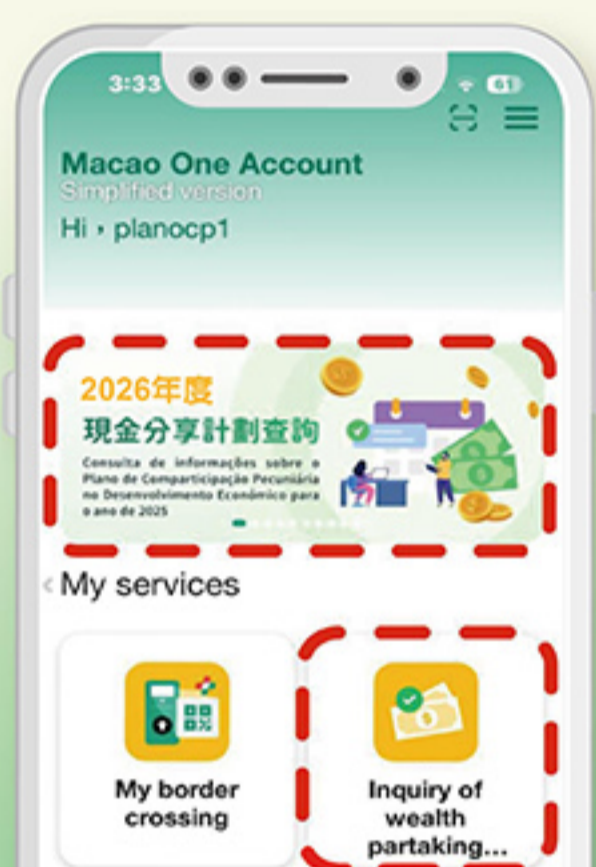 3:33
61
Macao One Account
Simplified version
Hi，planocp1
2026年度
現金分享計劃查詢
Consulta de informações sobre o
Plano de Comparticipação Pecuniária
no Desenvolvimento Económico para
o ano de 2025
My services
My border
crossing
Inquiry of
wealth
partaking...